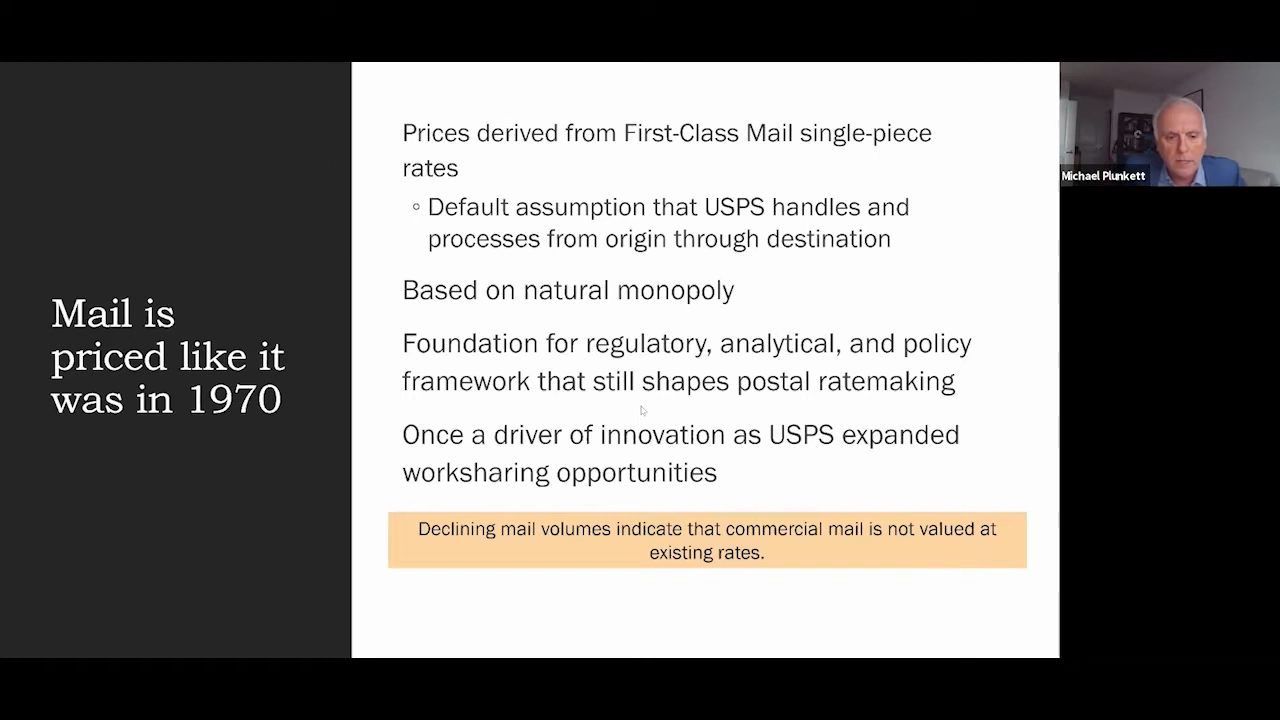 Mail is
priced like it
was in 1970
Prices derived from First-Class Mail single-piece
rates
Default assumption that USPS handles and
processes from origin through destination
Based on natural monopoly
Foundation for regulatory, analytical, and policy
framework that still shapes postal ratemaking
Once a driver of innovation as USPS expanded
worksharing opportunities
Declining mail volumes indicate that commercial mail is not valued at
existing rates.
Michael Plunkett